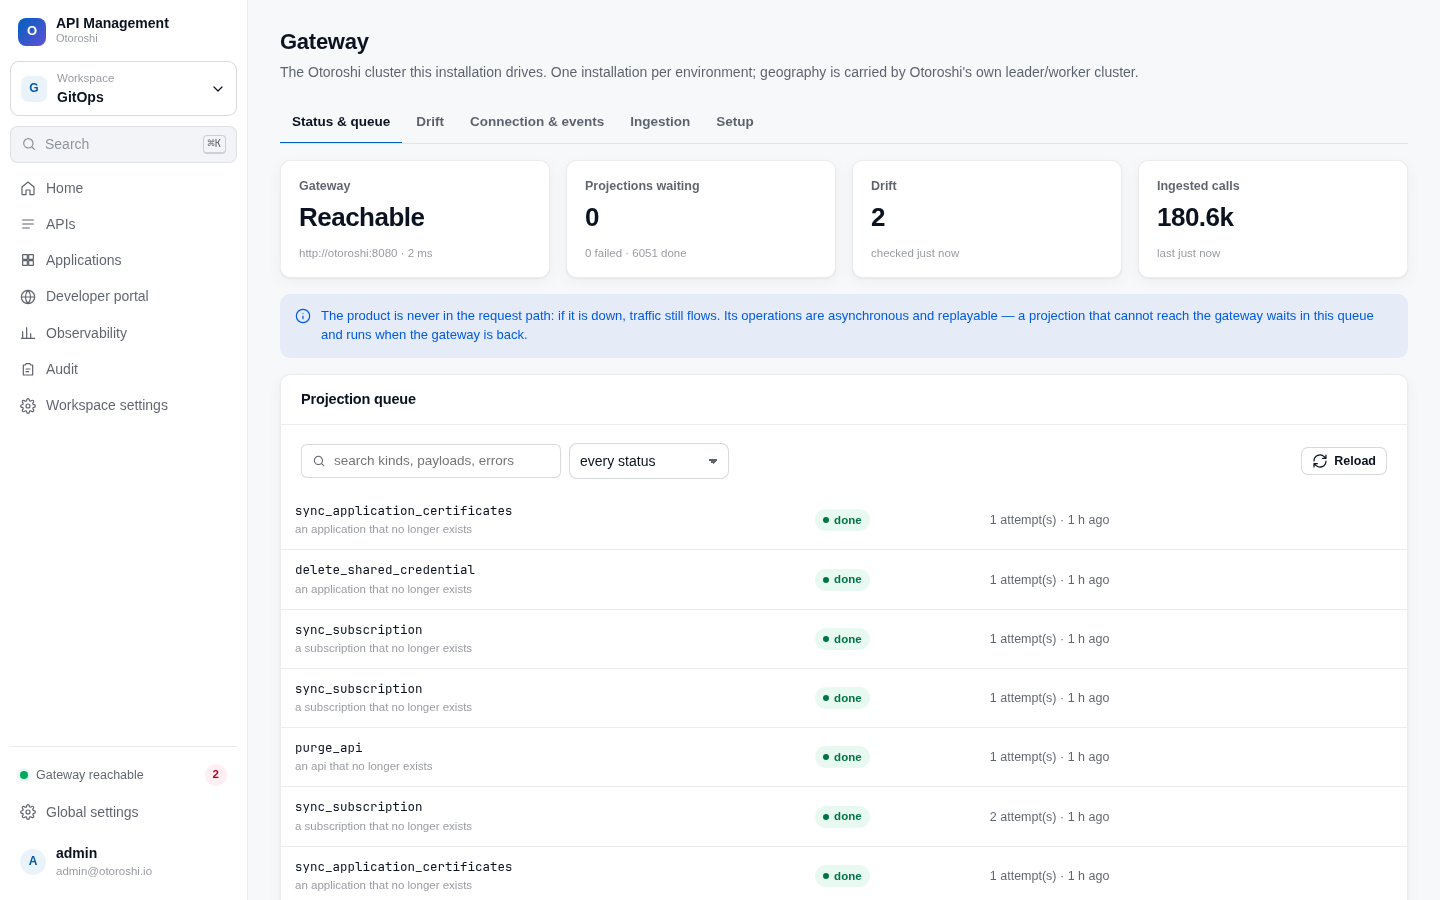 O
API Management
Otoroshi
G
Workspace
GitOps
Search
⌘K
Home
APIs
Applications
Developer portal
Observability
Audit
Workspace settings
Gateway reachable
2
Global settings
A
admin
admin@otoroshi.io
Gateway
The Otoroshi cluster this installation drives. One installation per environment; geography is carried by Otoroshi's own leader/worker cluster.
Status & queue
Drift
Connection & events
Ingestion
Setup
Gateway
Reachable
http://otoroshi:8080 · 2 ms
Projections waiting
0
0 failed · 6051 done
Drift
2
checked just now
Ingested calls
180.6k
last just now
The product is never in the request path: if it is down, traffic still flows. Its operations are asynchronous and replayable — a projection that cannot reach the gateway waits in this queue
and runs when the gateway is back.
Projection queue
search kinds, payloads, errors
every status
Reload
sync_application_certificates
an application that no longer exists
done
1 attempt(s) · 1 h ago
delete_shared_credential
an application that no longer exists
done
1 attempt(s) · 1 h ago
sync_subscription
a subscription that no longer exists
done
1 attempt(s) · 1 h ago
sync_subscription
a subscription that no longer exists
done
1 attempt(s) · 1 h ago
purge_api
an api that no longer exists
done
1 attempt(s) · 1 h ago
sync_subscription
a subscription that no longer exists
done
2 attempt(s) · 1 h ago
sync_application_certificates
an application that no longer exists
done
1 attempt(s) · 1 h ago